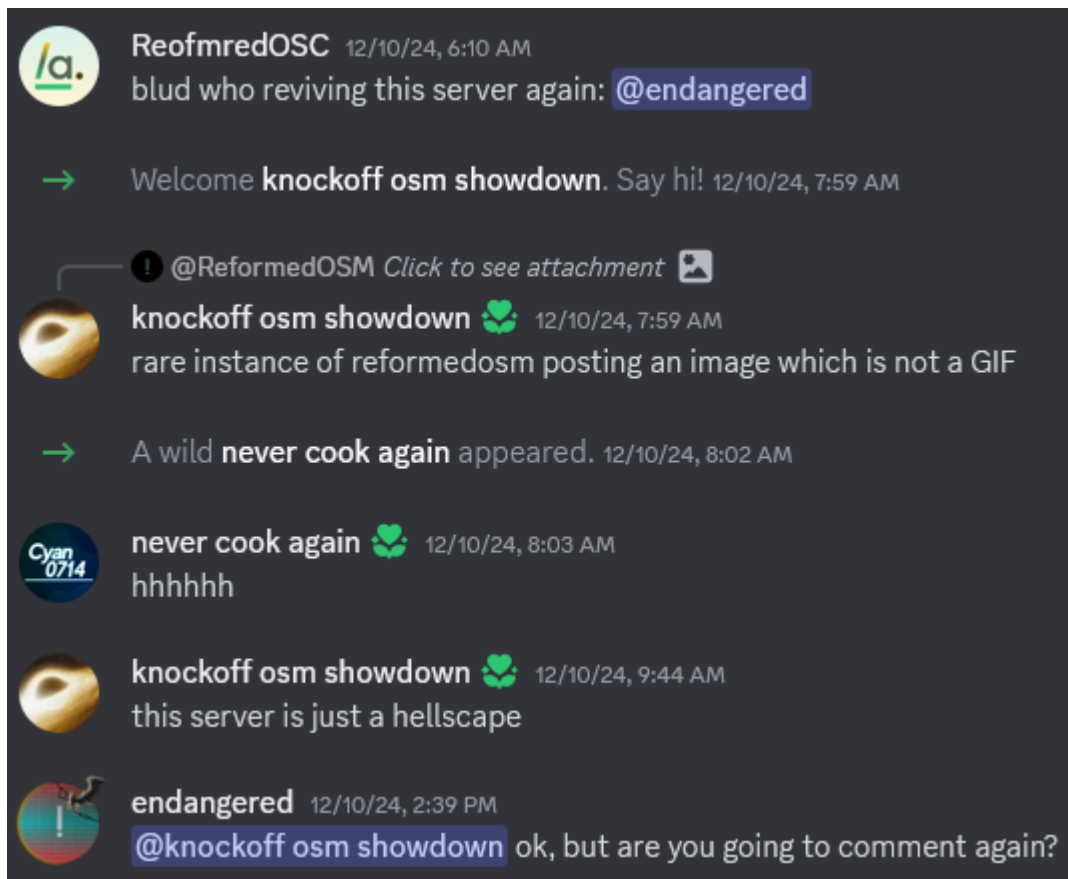 /a.
ReofmredOSC 12/10/24, 6:10 AM
blud who reviving this server again: @endangered
Welcome knockoff osm showdown. Say hi! 12/10/24, 7:59 AM
! @ReformedOSM Click to see attachment
knockoff osm showdown 12/10/24, 7:59 AM
rare instance of reformedosm posting an image which is not a GIF
A wild never cook again appeared. 12/10/24, 8:02 AM
Cyan
0714
never cook again 12/10/24, 8:03 AM
hhhhhh
knockoff osm showdown 12/10/24, 9:44 AM
this server is just a hellscape
!
endangered 12/10/24, 2:39 PM
@knockoff osm showdown ok, but are you going to comment again?